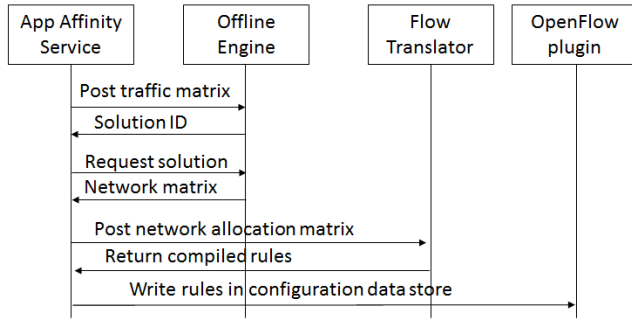 App Affinity
Service
Offline
Engine
Flow
Translator
OpenFlow
plugin
Post traffic matrix
Solution ID
Request solution
Network matrix
Post network allocation matrix
Return compiled rules
Write rules in configuration data store